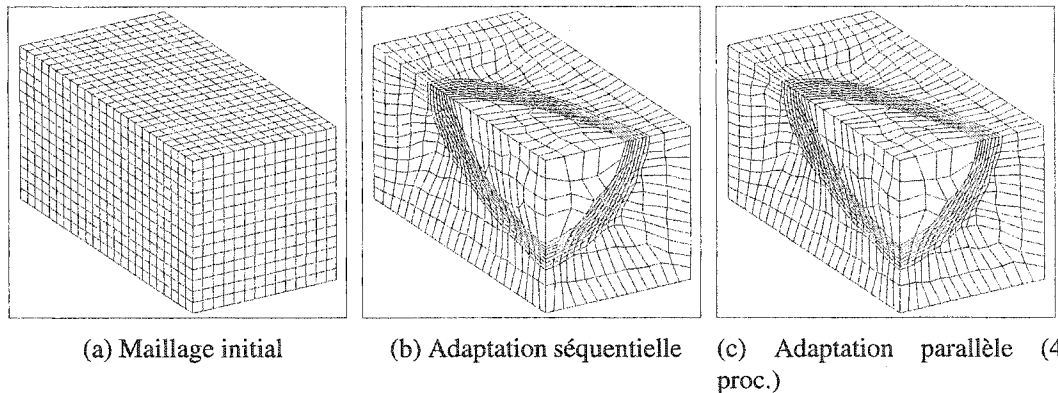 (a) Maillage initial
(b) Adaptation séquentielle
(c) Adaptation parallèle (4
proc.)